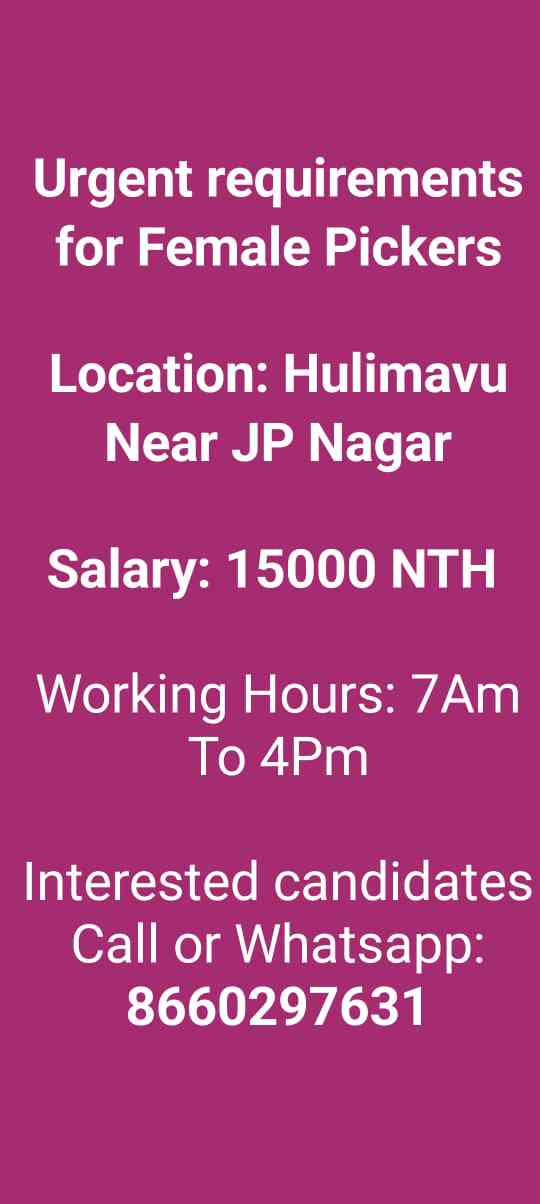 Urgent requirements
for Female Pickers
Location: Hulimavu
Near JP Nagar
Salary: 15000 NTH
Working Hours: 7Am
To 4Pm
Interested candidates
Call or Whatsapp:
8660297631